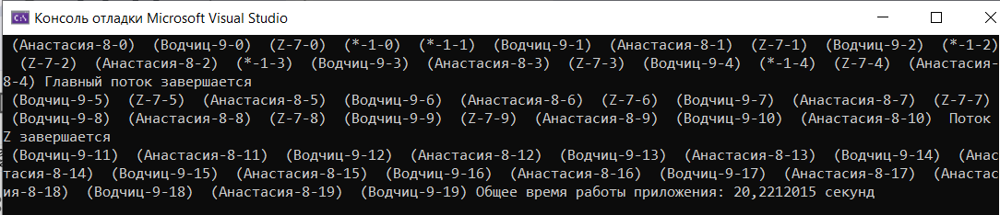 Консоль отладки Microsoft Visual Studio
(Анастасия-8-0)  (Водчиц-9-0)  (Z-7-0)  (*-1-0)  (*-1-1)  (Водчиц-9-1)  (Анастасия-8-1)  (Z-7-1)  (Водчиц-9-2)  (*-1-2)
(Z-7-2)  (Анастасия-8-2)  (*-1-3)  (Водчиц-9-3)  (Анастасия-8-3)  (Z-7-3)  (Водчиц-9-4)  (*-1-4)  (Z-7-4)  (Анастасия-
8-4) Главный поток завершается
(Водчиц-9-5)  (Z-7-5)  (Анастасия-8-5)  (Водчиц-9-6)  (Анастасия-8-6)  (Z-7-6)  (Водчиц-9-7)  (Анастасия-8-7)  (Z-7-7)
(Водчиц-9-8)  (Анастасия-8-8)  (Z-7-8)  (Водчиц-9-9)  (Z-7-9)  (Анастасия-8-9)  (Водчиц-9-10)  (Анастасия-8-10)  Поток
Z завершается
(Водчиц-9-11)  (Анастасия-8-11)  (Водчиц-9-12)  (Анастасия-8-12)  (Водчиц-9-13)  (Анастасия-8-13)  (Водчиц-9-14)  (Анас
тасия-8-14)  (Водчиц-9-15)  (Анастасия-8-15)  (Водчиц-9-16)  (Анастасия-8-16)  (Водчиц-9-17)  (Анастасия-8-17)  (Анастас
ия-8-18)  (Водчиц-9-18)  (Анастасия-8-19)  (Водчиц-9-19) Общее время работы приложения: 20,2212015 секунд